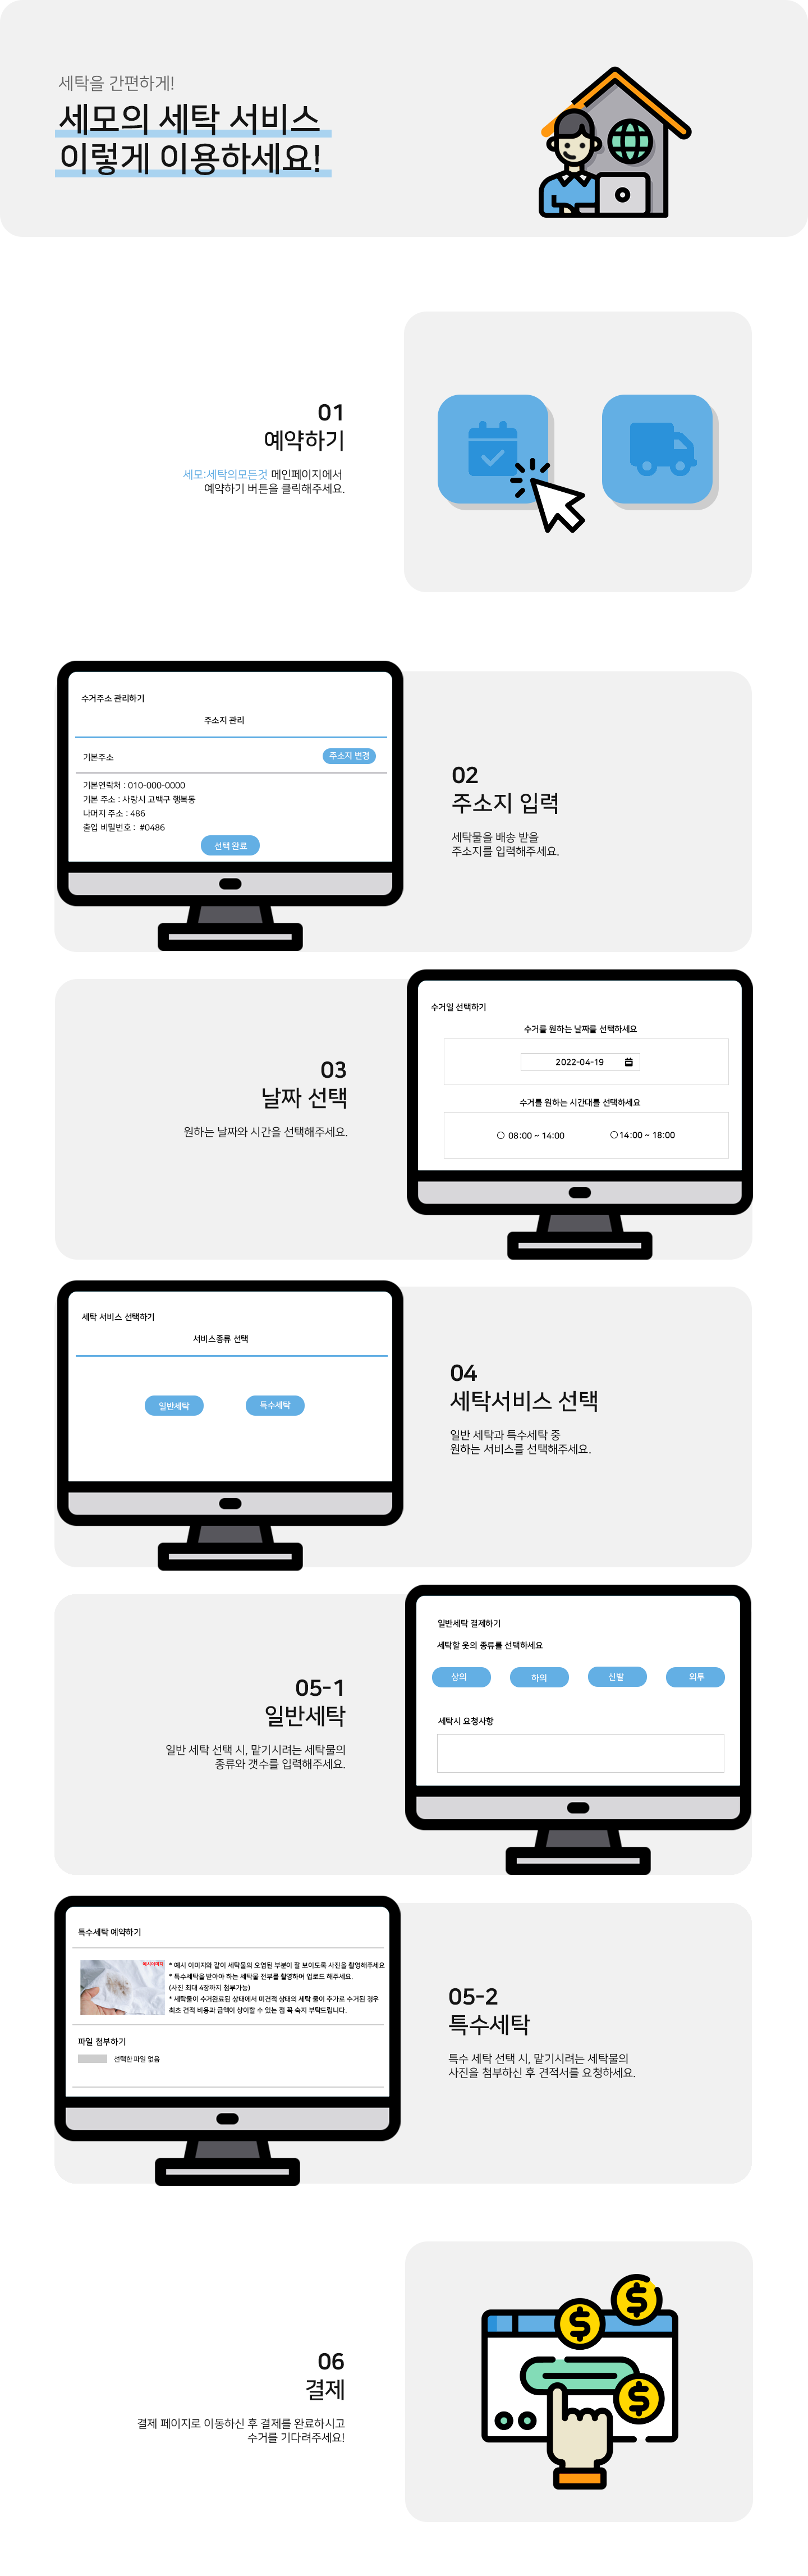 세탁을 간편하게!
세모의 세탁 서비스
이렇게 이용하세요!
01
예약하기
세모:세탁의모든것 메인페이지에서
예약하기 버튼을 클릭해주세요.
수거주소 관리하기
주소지 관리
기본주소
주소지 변경
기본연락처 : 010-000-0000
기본 주소 : 사랑시 고백구 행복동
나머지 주소 : 486
출입 비밀번호 : #0486
선택 완료
02
주소지 입력
세탁물을 배송 받을
주소지를 입력해주세요.
03
날짜 선택
원하는 날짜와 시간을 선택해주세요.
수거일 선택하기
수거를 원하는 날짜를 선택하세요
2022-04-19
수거를 원하는 시간대를 선택하세요
08:00 ~ 14:00
14:00 ~ 18:00
세탁 서비스 선택하기
서비스종류 선택
일반세탁
특수세탁
04
세탁서비스 선택
일반 세탁과 특수세탁 중
원하는 서비스를 선택해주세요.
05-1
일반세탁
일반 세탁 선택 시, 맡기시려는 세탁물의
종류와 갯수를 입력해주세요.
일반세탁 결제하기
세탁할 옷의 종류를 선택하세요
상의
하의
신발
외투
세탁시 요청사항
특수세탁 예약하기
예시이미지
* 예시 이미지와 같이 세탁물의 오염된 부분이 잘 보이도록 사진을 촬영해주세요
* 특수세탁을 받아야 하는 세탁물 전부를 촬영하여 업로드 해주세요.
(사진 최대 4장까지 첨부가능)
* 세탁물이 수거완료된 상태에서 미견적 상태의 세탁 물이 추가로 수거된 경우
최초 견적 비용과 금액이 상이할 수 있는 점 꼭 숙지 부탁드립니다.
파일 첨부하기
선택한 파일 없음
05-2
특수세탁
특수 세탁 선택 시, 맡기시려는 세탁물의
사진을 첨부하신 후 견적서를 요청하세요.
06
결제
결제 페이지로 이동하신 후 결제를 완료하시고
수거를 기다려주세요!